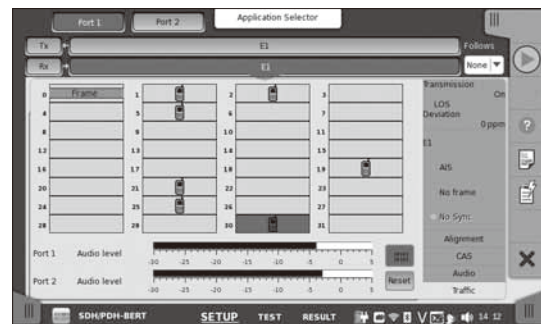 Port 1 Port 2 Application Selector
Tx E1 Follows
Rx E1 None
Transmission
On
LOS
Deviation
0 ppm
E1
AIS
No frame
No Sync.
Alignment
CAS
Audio
Traffic
0 Frame 1 2 3
4 5 6 7
8 9 10 11
12 13 14 15
16 17 18 19
20 21 22 23
24 25 26 27
28 29 30 31
Port 1 Audio level
-30 -25 -20 -15 -10 -5 0 5
Port 2 Audio level Reset
-30 -25 -20 -15 -10 -5 0 5
SDH/PDH-BERT SETUP TEST RESULT 14 12